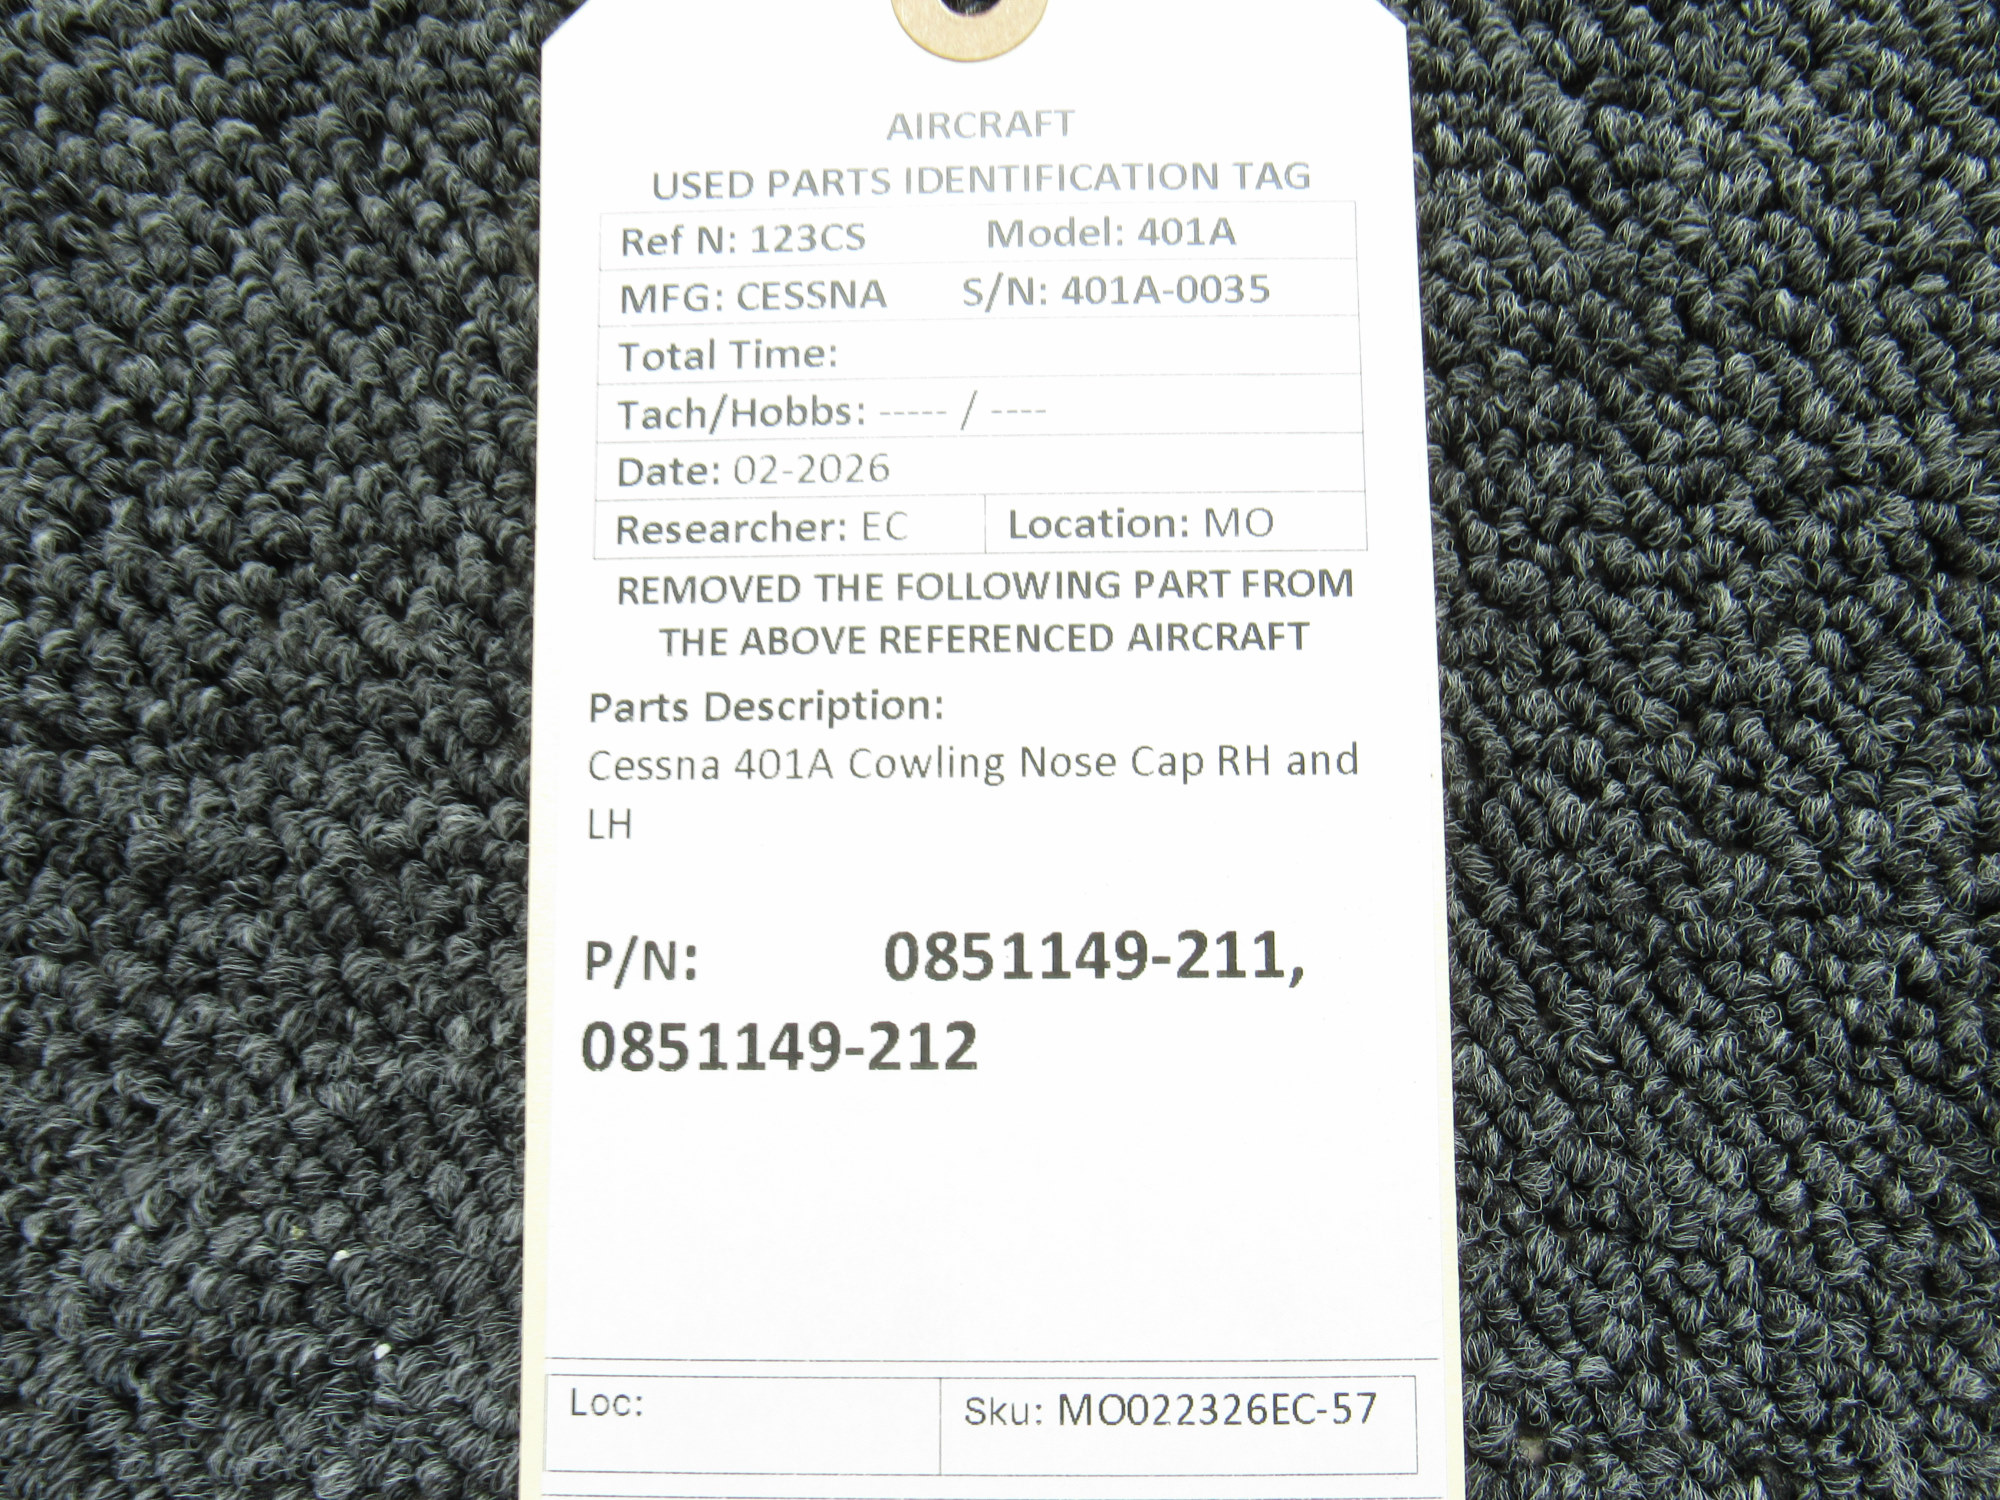 AIRCRAFT
USED PARTS IDENTIFICATION TAG
Ref N: 123CS Model: 401A
MFG: CESSNA S/N: 401A-0035
Total Time:
Tach/Hobbs: ----- / ----
Date: 02-2026
Researcher: EC Location: MO
REMOVED THE FOLLOWING PART FROM
THE ABOVE REFERENCED AIRCRAFT
Parts Description:
Cessna 401A Cowling Nose Cap RH and
LH
P/N: 0851149-211,
0851149-212
Loc: Sku: MO022326EC-57